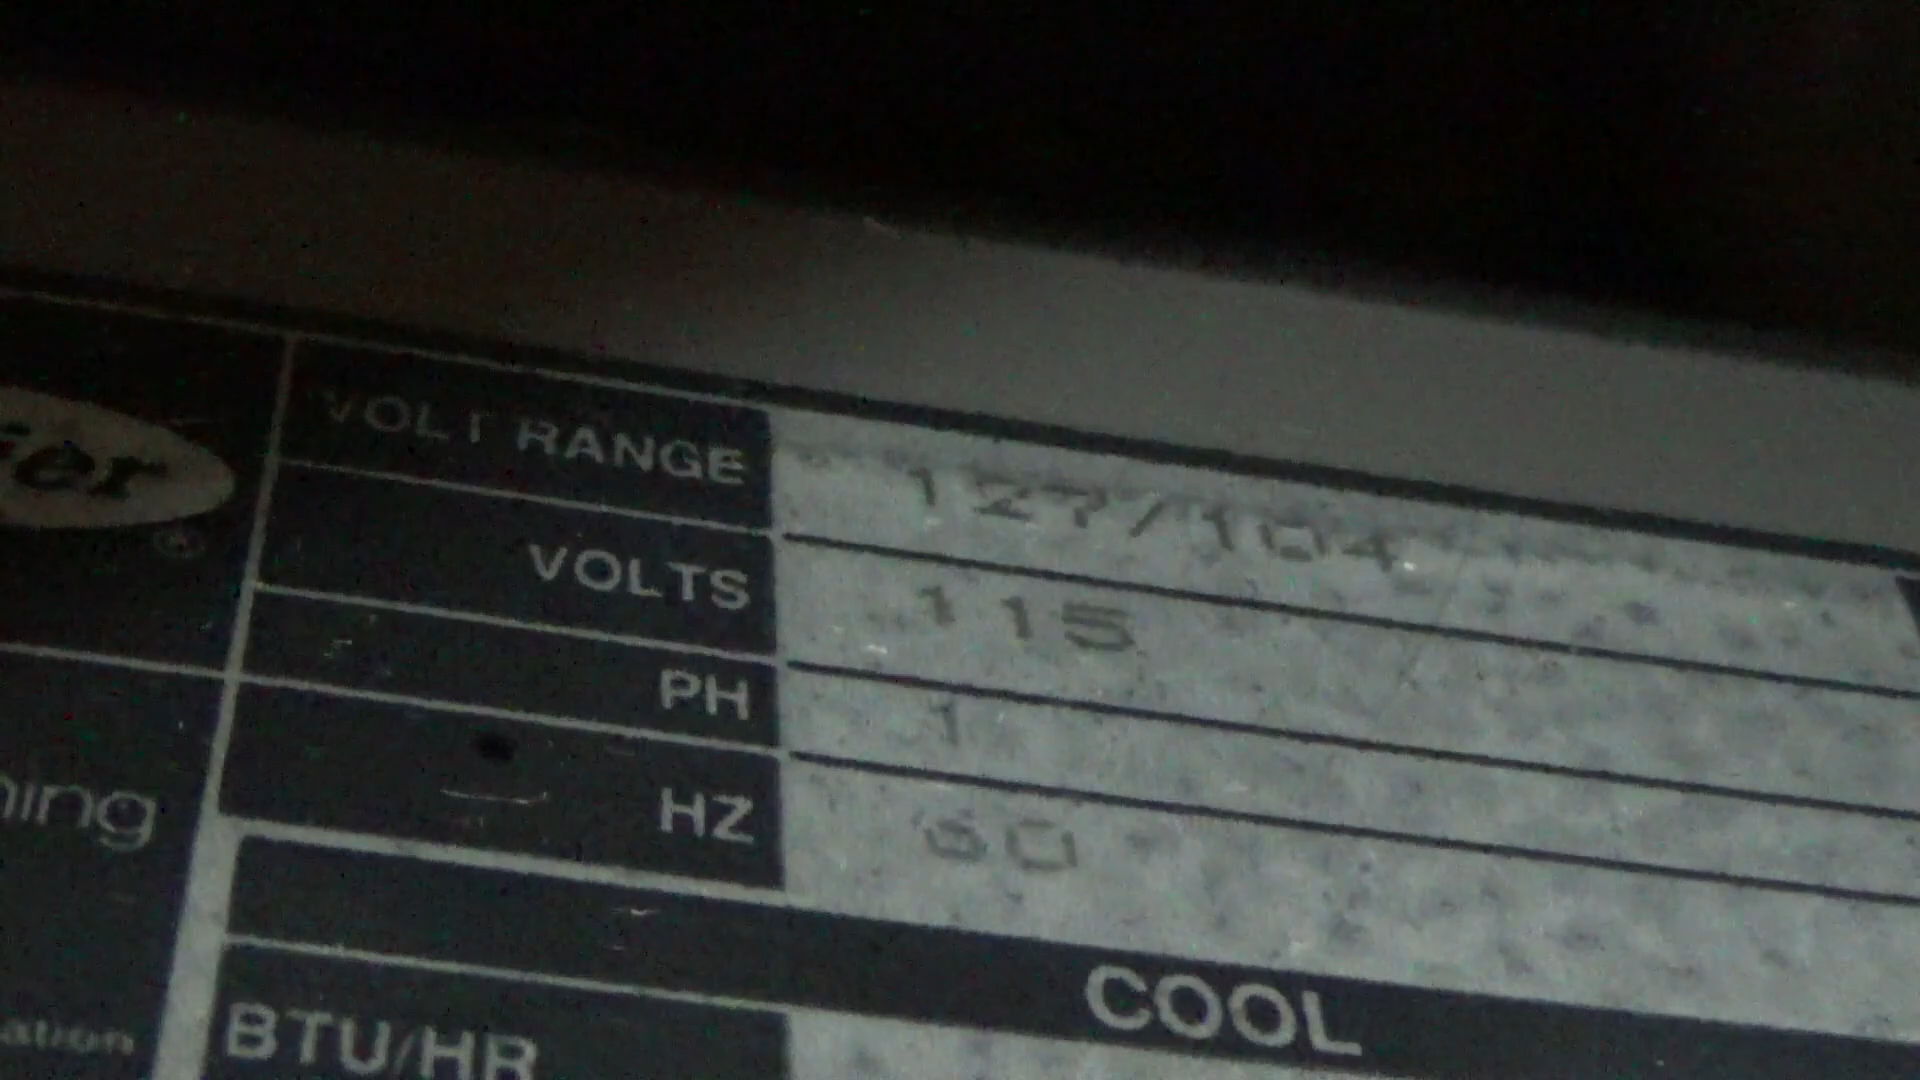 VOLT RANGE 127/104
VOLTS 115
PH 1
HZ 60
COOL
BTU/HR